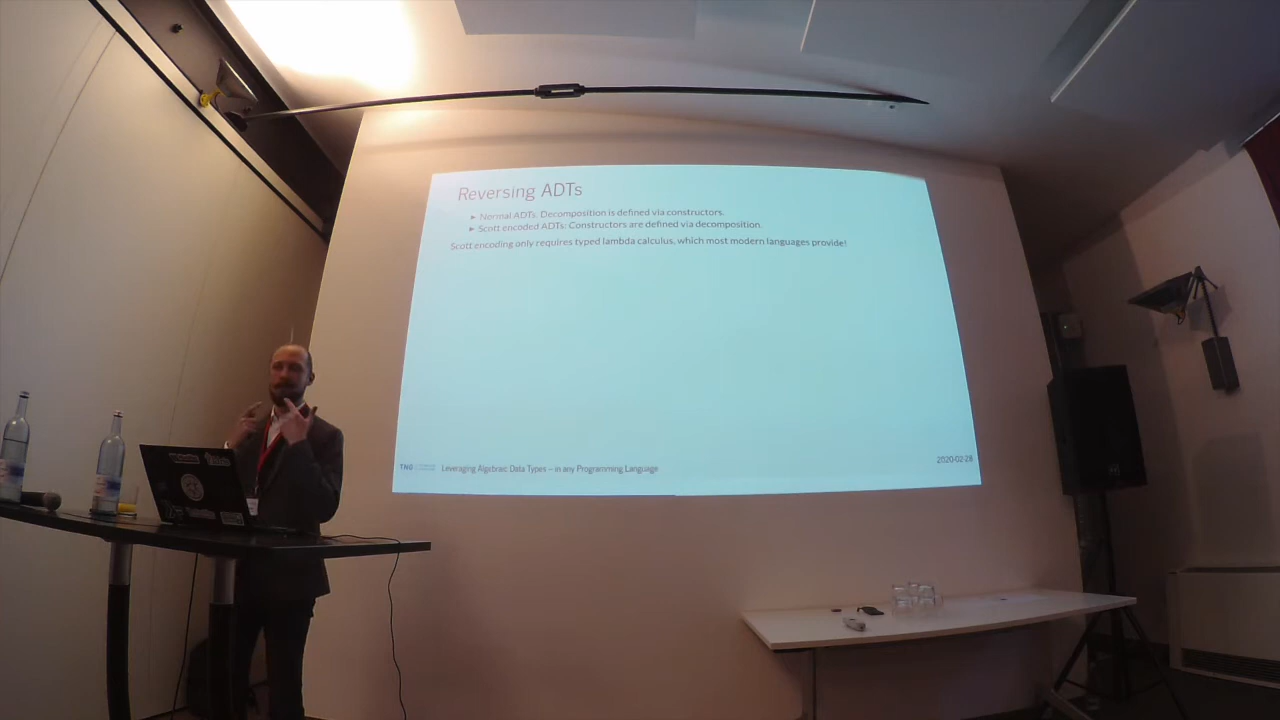 Reversing ADTs
► Normal ADTs: Decomposition is defined via constructors.
► Scott encoded ADTs: Constructors are defined via decomposition.
Scott encoding only requires typed lambda calculus, which most modern languages provide!
TNG
Leveraging Algebraic Data Types – in any Programming Language
2020-02-28